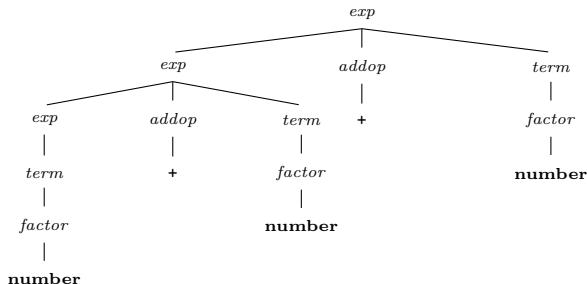 exp
exp addop term
exp addop term + factor
term + factor number
factor number
number